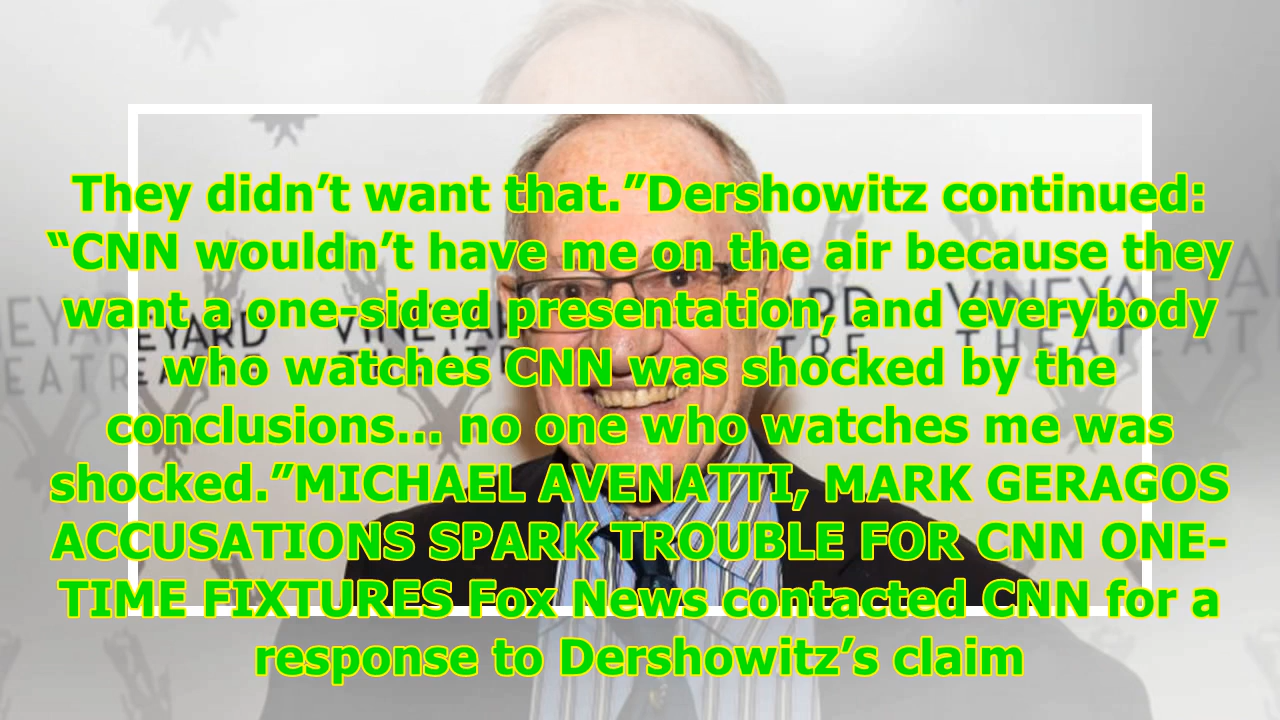 They didn’t want that.”Dershowitz continued:
“CNN wouldn’t have me on the air because they
want a one-sided presentation, and everybody
who watches CNN was shocked by the
conclusions... no one who watches me was
shocked.”MICHAEL AVENATTI, MARK GERAGOS
ACCUSATIONS SPARK TROUBLE FOR CNN ONE-
TIME FIXTURES Fox News contacted CNN for a
response to Dershowitz’s claim